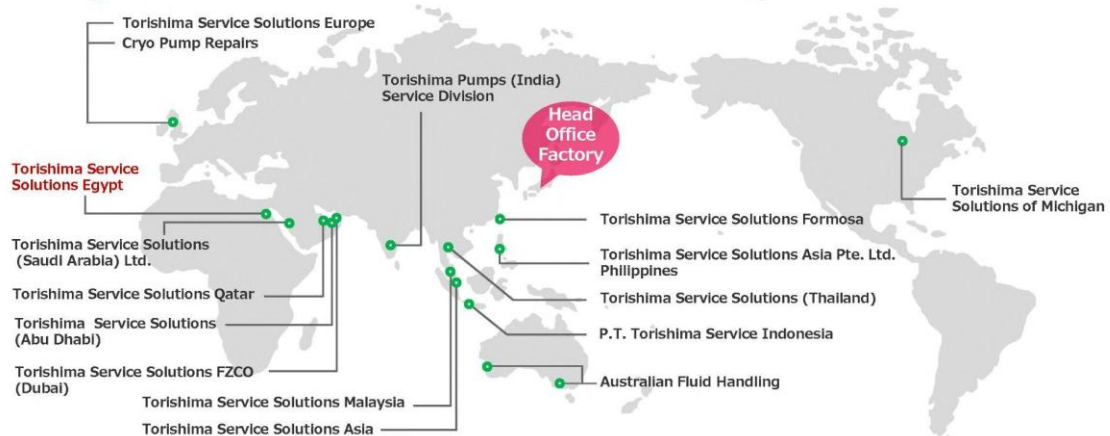 Torishima Service Solutions Europe
Cryo Pump Repairs
Torishima Pumps (India)
Service Division
Head
Office
Factory
Torishima Service
Solutions Egypt
Torishima Service Solutions
(Saudi Arabia) Ltd.
Torishima Service Solutions Qatar
Torishima Service Solutions
(Abu Dhabi)
Torishima Service Solutions FZCO
(Dubai)
Torishima Service Solutions Malaysia
Torishima Service Solutions Asia
Torishima Service Solutions Formosa
Torishima Service Solutions Asia Pte. Ltd.
Philippines
Torishima Service Solutions (Thailand)
P.T. Torishima Service Indonesia
Australian Fluid Handling
Torishima Service
Solutions of Michigan